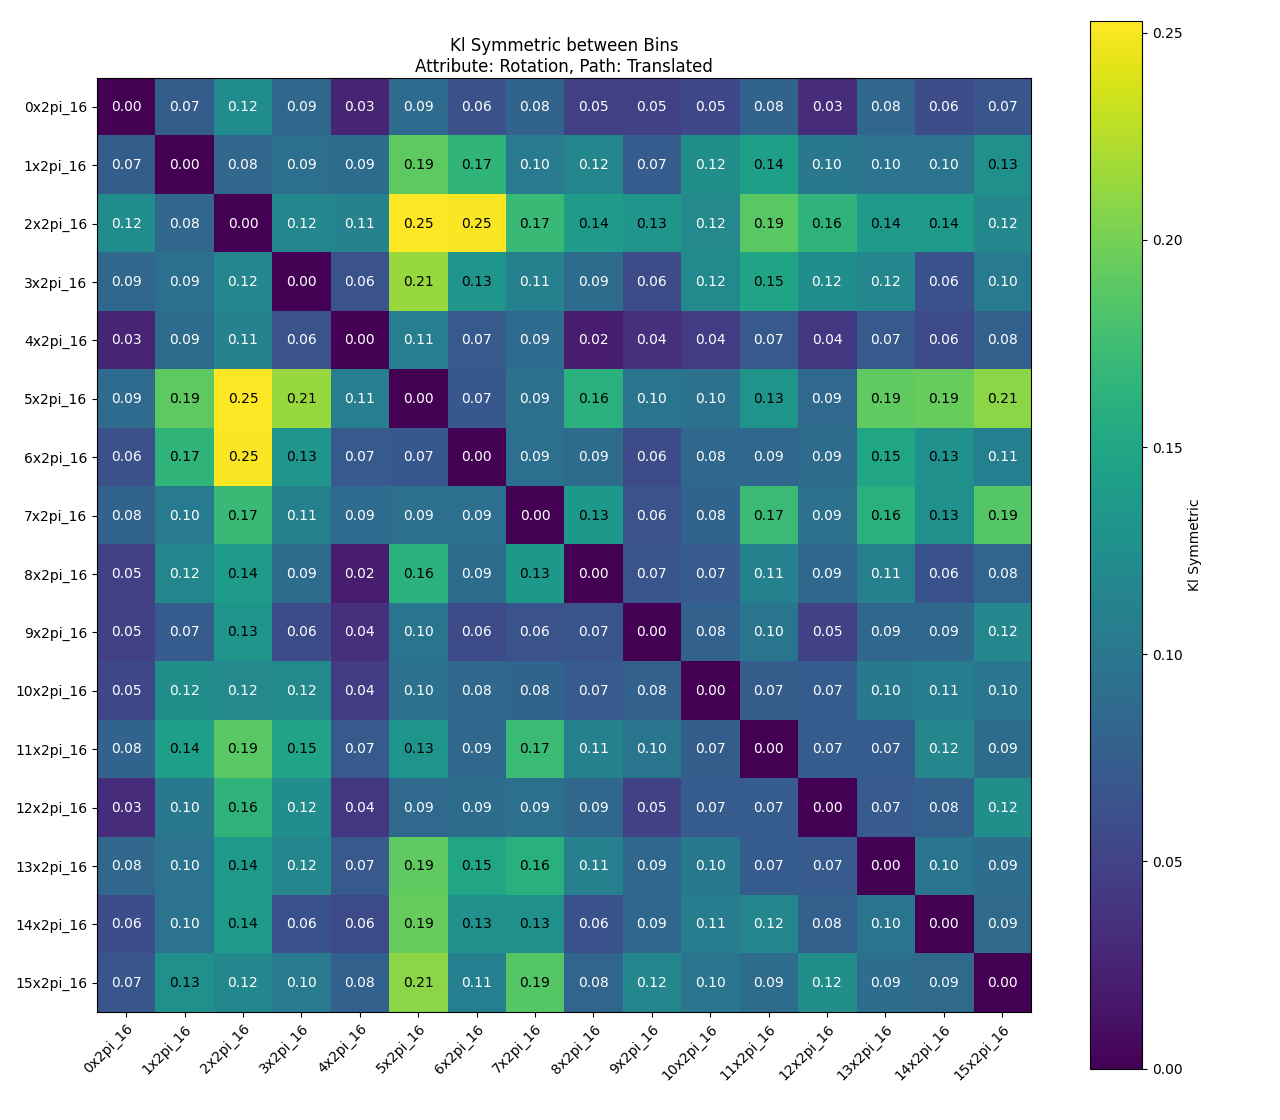 Kl Symmetric between Bins
Attribute: Rotation, Path: Translated
0x2pi_16 0.00 0.07 0.12 0.09 0.03 0.09 0.06 0.08 0.05 0.05 0.05 0.08 0.03 0.08 0.06 0.07
1x2pi_16 0.07 0.00 0.08 0.09 0.09 0.19 0.17 0.10 0.12 0.07 0.12 0.14 0.10 0.10 0.10 0.13
2x2pi_16 0.12 0.08 0.00 0.12 0.11 0.25 0.25 0.17 0.14 0.13 0.12 0.19 0.16 0.14 0.14 0.12
3x2pi_16 0.09 0.09 0.12 0.00 0.06 0.21 0.13 0.11 0.09 0.06 0.12 0.15 0.12 0.12 0.06 0.10
4x2pi_16 0.03 0.09 0.11 0.06 0.00 0.11 0.07 0.09 0.02 0.04 0.04 0.07 0.04 0.07 0.06 0.08
5x2pi_16 0.09 0.19 0.25 0.21 0.11 0.00 0.07 0.09 0.16 0.10 0.10 0.13 0.09 0.19 0.19 0.21
6x2pi_16 0.06 0.17 0.25 0.13 0.07 0.07 0.00 0.09 0.09 0.06 0.08 0.09 0.09 0.15 0.13 0.11
7x2pi_16 0.08 0.10 0.17 0.11 0.09 0.09 0.09 0.00 0.13 0.06 0.08 0.17 0.09 0.16 0.13 0.19
8x2pi_16 0.05 0.12 0.14 0.09 0.02 0.16 0.09 0.13 0.00 0.07 0.07 0.11 0.09 0.11 0.06 0.08
9x2pi_16 0.05 0.07 0.13 0.06 0.04 0.10 0.06 0.06 0.07 0.00 0.08 0.10 0.05 0.09 0.09 0.12
10x2pi_16 0.05 0.12 0.12 0.12 0.04 0.10 0.08 0.08 0.07 0.08 0.00 0.07 0.07 0.10 0.11 0.10
11x2pi_16 0.08 0.14 0.19 0.15 0.07 0.13 0.09 0.17 0.11 0.10 0.07 0.00 0.07 0.07 0.12 0.09
12x2pi_16 0.03 0.10 0.16 0.12 0.04 0.09 0.09 0.09 0.09 0.05 0.07 0.07 0.00 0.07 0.08 0.12
13x2pi_16 0.08 0.10 0.14 0.12 0.07 0.19 0.15 0.16 0.11 0.09 0.10 0.07 0.07 0.00 0.10 0.09
14x2pi_16 0.06 0.10 0.14 0.06 0.06 0.19 0.13 0.13 0.06 0.09 0.11 0.12 0.08 0.10 0.00 0.09
15x2pi_16 0.07 0.13 0.12 0.10 0.08 0.21 0.11 0.19 0.08 0.12 0.10 0.09 0.12 0.09 0.09 0.00
0x2pi_16 1x2pi_16 2x2pi_16 3x2pi_16 4x2pi_16 5x2pi_16 6x2pi_16 7x2pi_16 8x2pi_16 9x2pi_16 10x2pi_16 11x2pi_16 12x2pi_16 13x2pi_16 14x2pi_16 15x2pi_16
0.25
0.20
0.15
0.10
0.05
0.00
Kl Symmetric